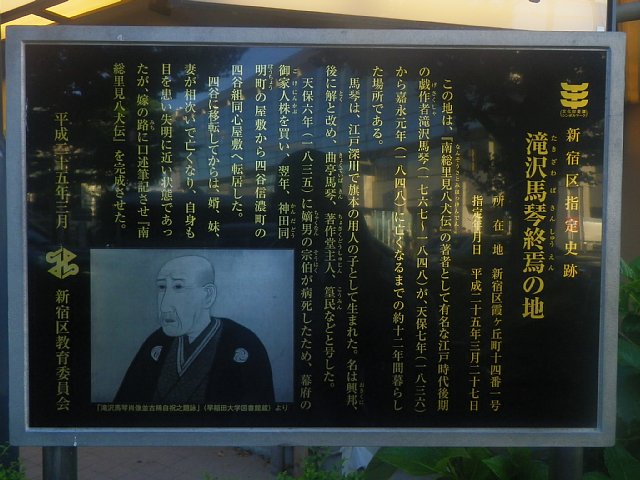 新宿区指定史跡
滝沢馬琴終焉の地
所在地 新宿区霞ヶ丘町十四番一号
指定年月日 平成二十五年三月二十七日
この地は、『南総里見八犬伝』の著者として有名な江戸時代後期
の戯作者滝沢馬琴(一七六七～一八四八)が、天保七年(一八三六)
から嘉永元年(一八四八)に亡くなるまでの約十二年間暮らし
た場所である。
馬琴は、江戸深川で旗本の用人の子として生まれた。名は興邦、
後に解と改め、曲亭馬琴、著作堂主人、篁民などと号した。
天保六年(一八三五)に嫡男の宗伯が病死したため、幕府の
御家人株を買い、翌年、神田同
明町の屋敷から四谷信濃町の
四谷組同心屋敷へ転居した。
四谷に移転してからは、婿、妹、
妻が相次いで亡くなり、自身も
目を患い失明に近い状態であっ
たが、嫁の路に口述筆記させ『南
総里見八犬伝』を完成させた。
平成二十五年三月
新宿区教育委員会
「滝沢馬琴肖像並古稀自祝之題詠」(早稲田大学図書館蔵)より